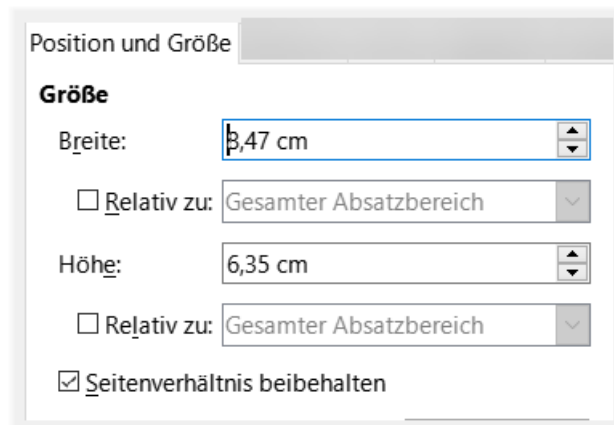 Position und Größe
Größe
Breite: 8,47 cm
Relativ zu: Gesamter Absatzbereich
Höhe: 6,35 cm
Relativ zu: Gesamter Absatzbereich
Seitenverhältnis beibehalten